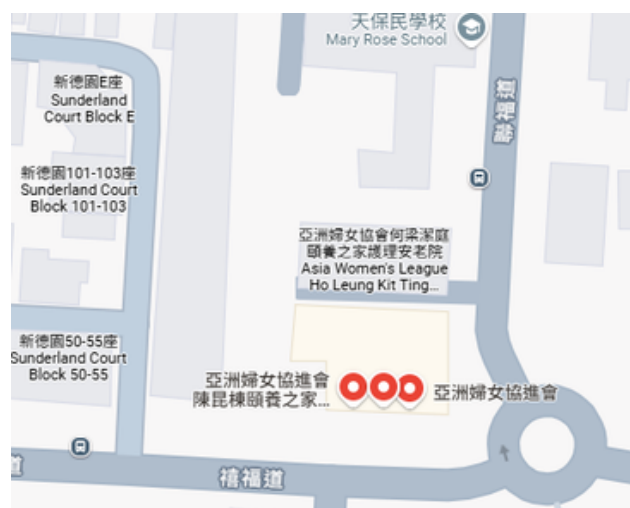 天保民學校
Mary Rose School
聯福道
新德園E座
Sunderland
Court Block E
新德園101-103座
Sunderland Court
Block 101-103
亞洲婦女協會何梁潔庭
頤養之家護理安老院
Asia Women's League
Ho Leung Kit Ting...
新德園50-55座
Sunderland Court
Block 50-55
亞洲婦女協進會
陳昆棟頤養之家...
亞洲婦女協進會
道
禧福道